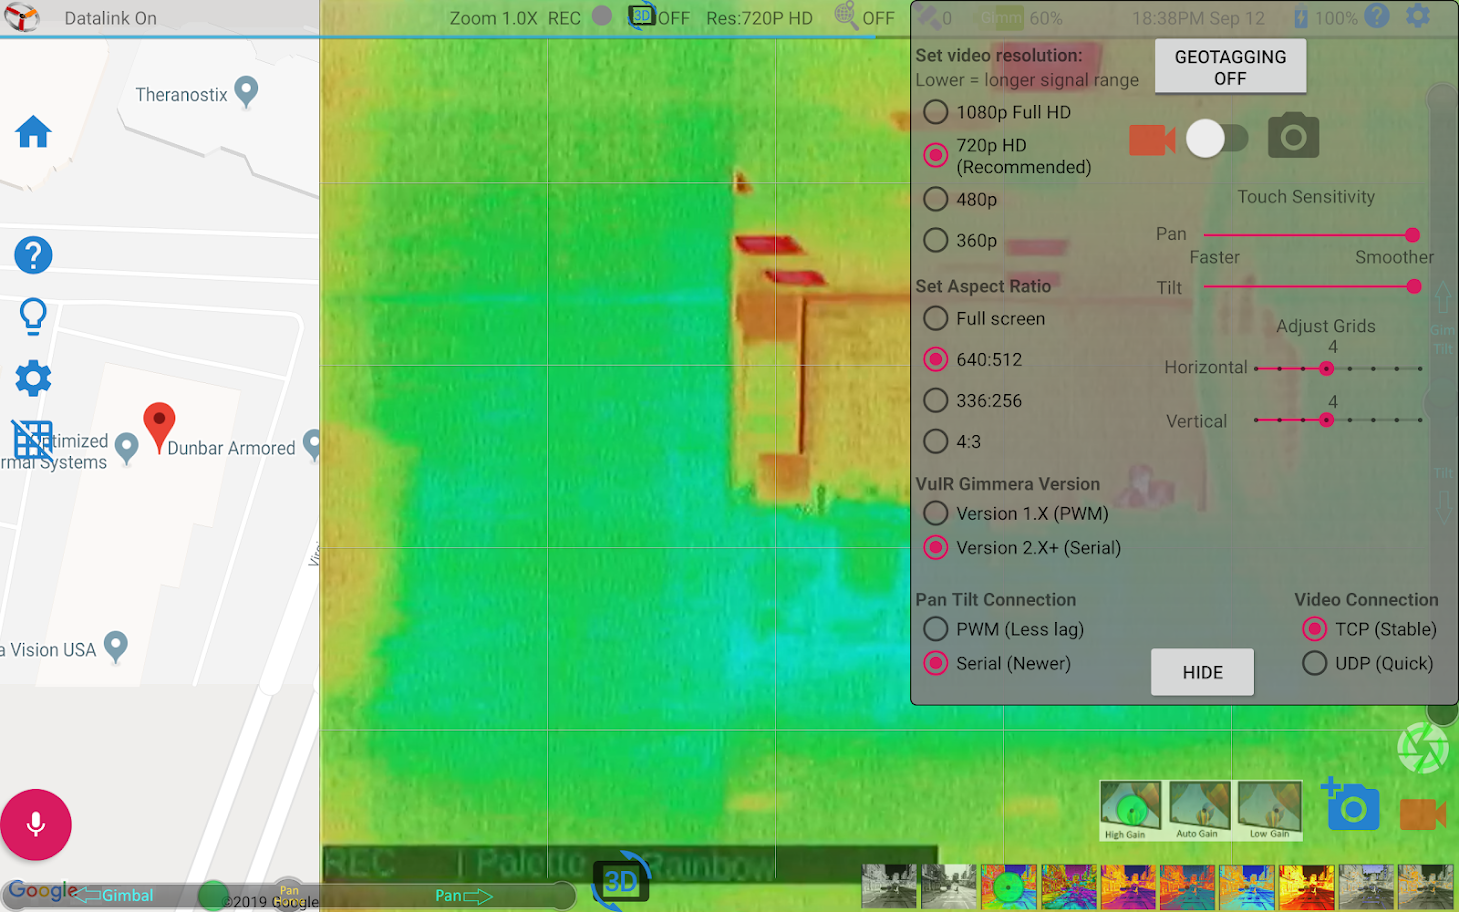 Datalink On
Zoom 1.0X REC
3D OFF
Res:720P HD
OFF
0
Gimm 60%
18:38PM Sep 12
100%
Theranostix
Optimized
rmal Systems
Dunbar Armored
a Vision USA
Google
Gimbal
Pan
Home
©2019 Google
Pan
3D
REC | Palette Rainbow
Set video resolution:
Lower = longer signal range
1080p Full HD
720p HD
(Recommended)
480p
360p
Set Aspect Ratio
Full screen
640:512
336:256
4:3
VuIR Gimmera Version
Version 1.X (PWM)
Version 2.X+ (Serial)
Pan Tilt Connection
PWM (Less lag)
Serial (Newer)
GEOTAGGING
OFF
Touch Sensitivity
Pan
Faster Smoother
Tilt
Adjust Grids
4
Horizontal
4
Vertical
Gim
Tilt
Tilt
Video Connection
TCP (Stable)
UDP (Quick)
HIDE
High Gain
Auto Gain
Low Gain